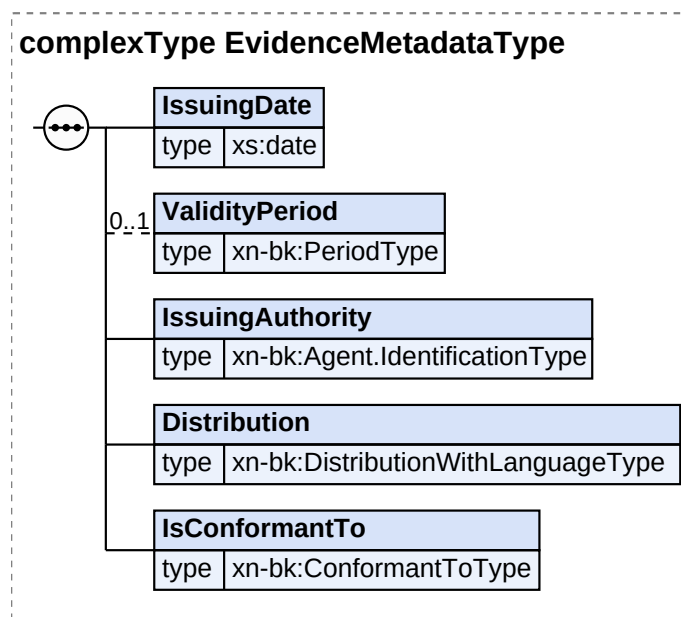 complexType EvidenceMetadataType
IssuingDate
type xs:date
0..1
ValidityPeriod
type xn-bk:PeriodType
IssuingAuthority
type xn-bk:Agent.IdentificationType
Distribution
type xn-bk:DistributionWithLanguageType
IsConformantTo
type xn-bk:ConformantToType